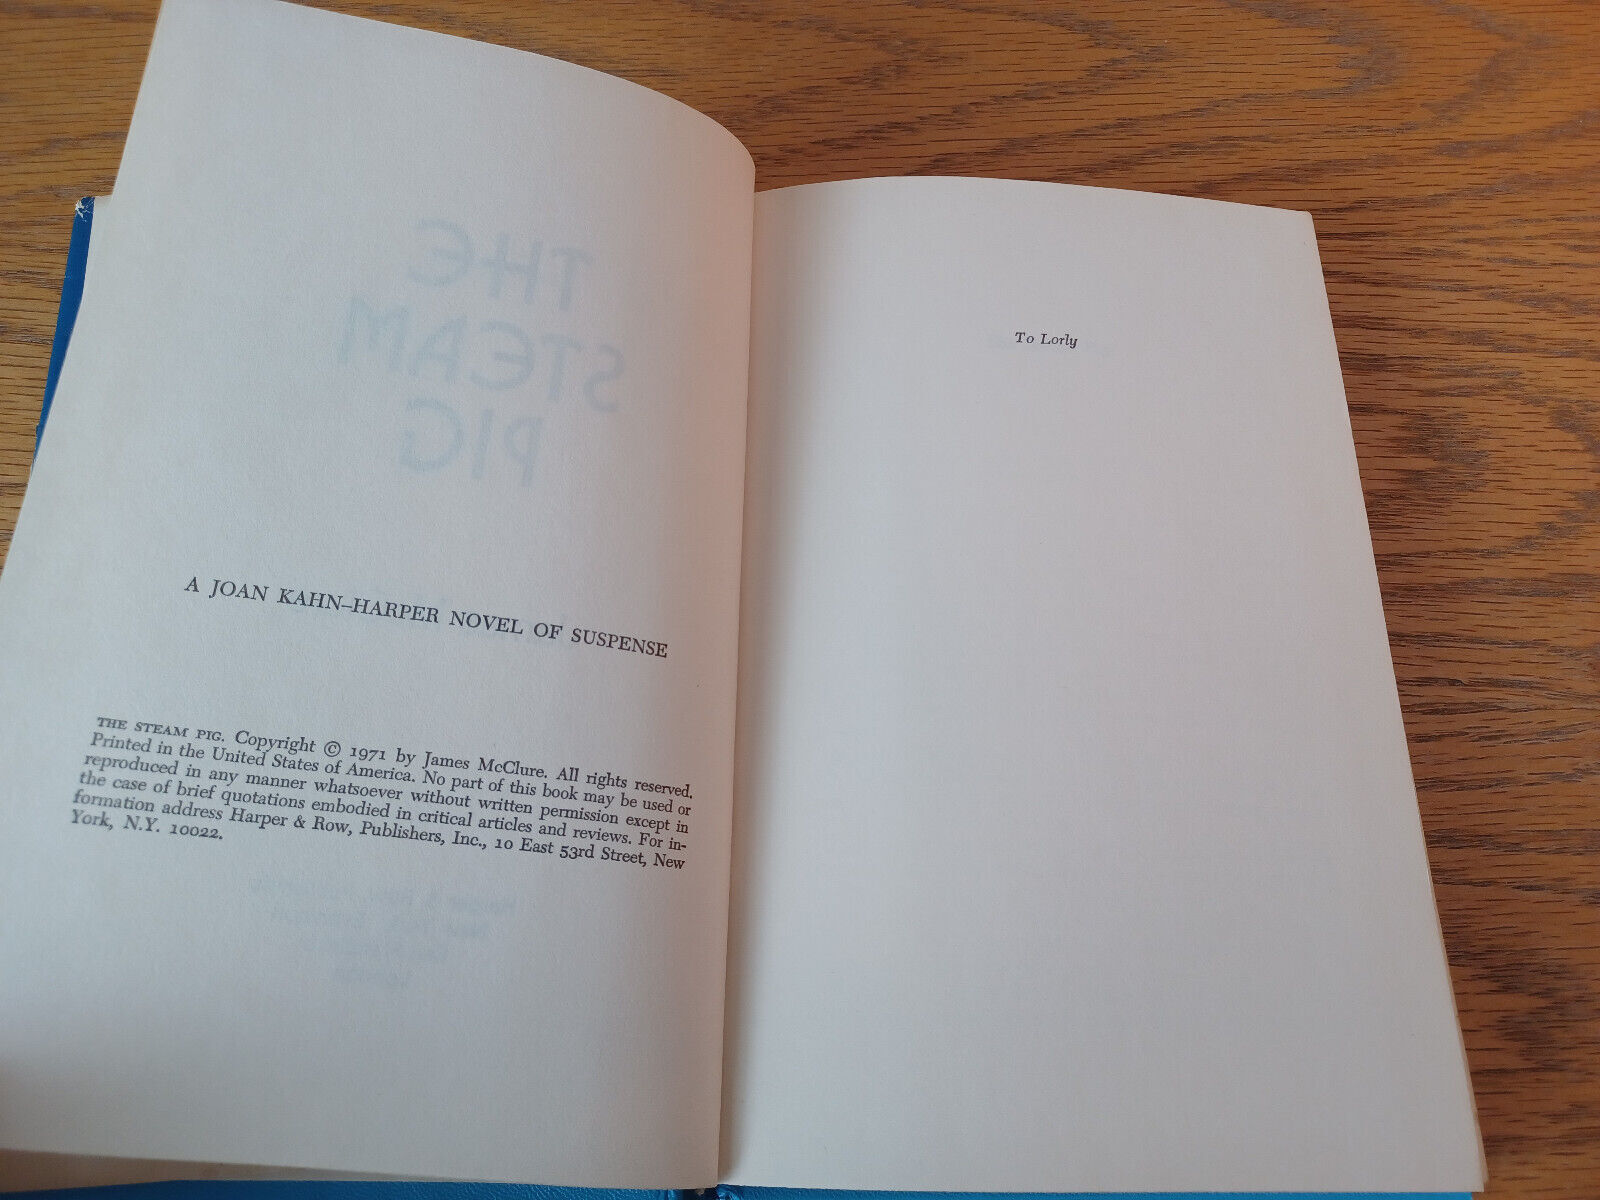 THE
STEAM
PIG
A JOAN KAHN–HARPER NOVEL OF SUSPENSE
THE STEAM PIG. Copyright © 1971 by James McClure. All rights reserved.
Printed in the United States of America. No part of this book may be used or
reproduced in any manner whatsoever without written permission except in
the case of brief quotations embodied in critical articles and reviews. For in-
formation address Harper & Row, Publishers, Inc., 10 East 53rd Street, New
York, N.Y. 10022.
To Lorly